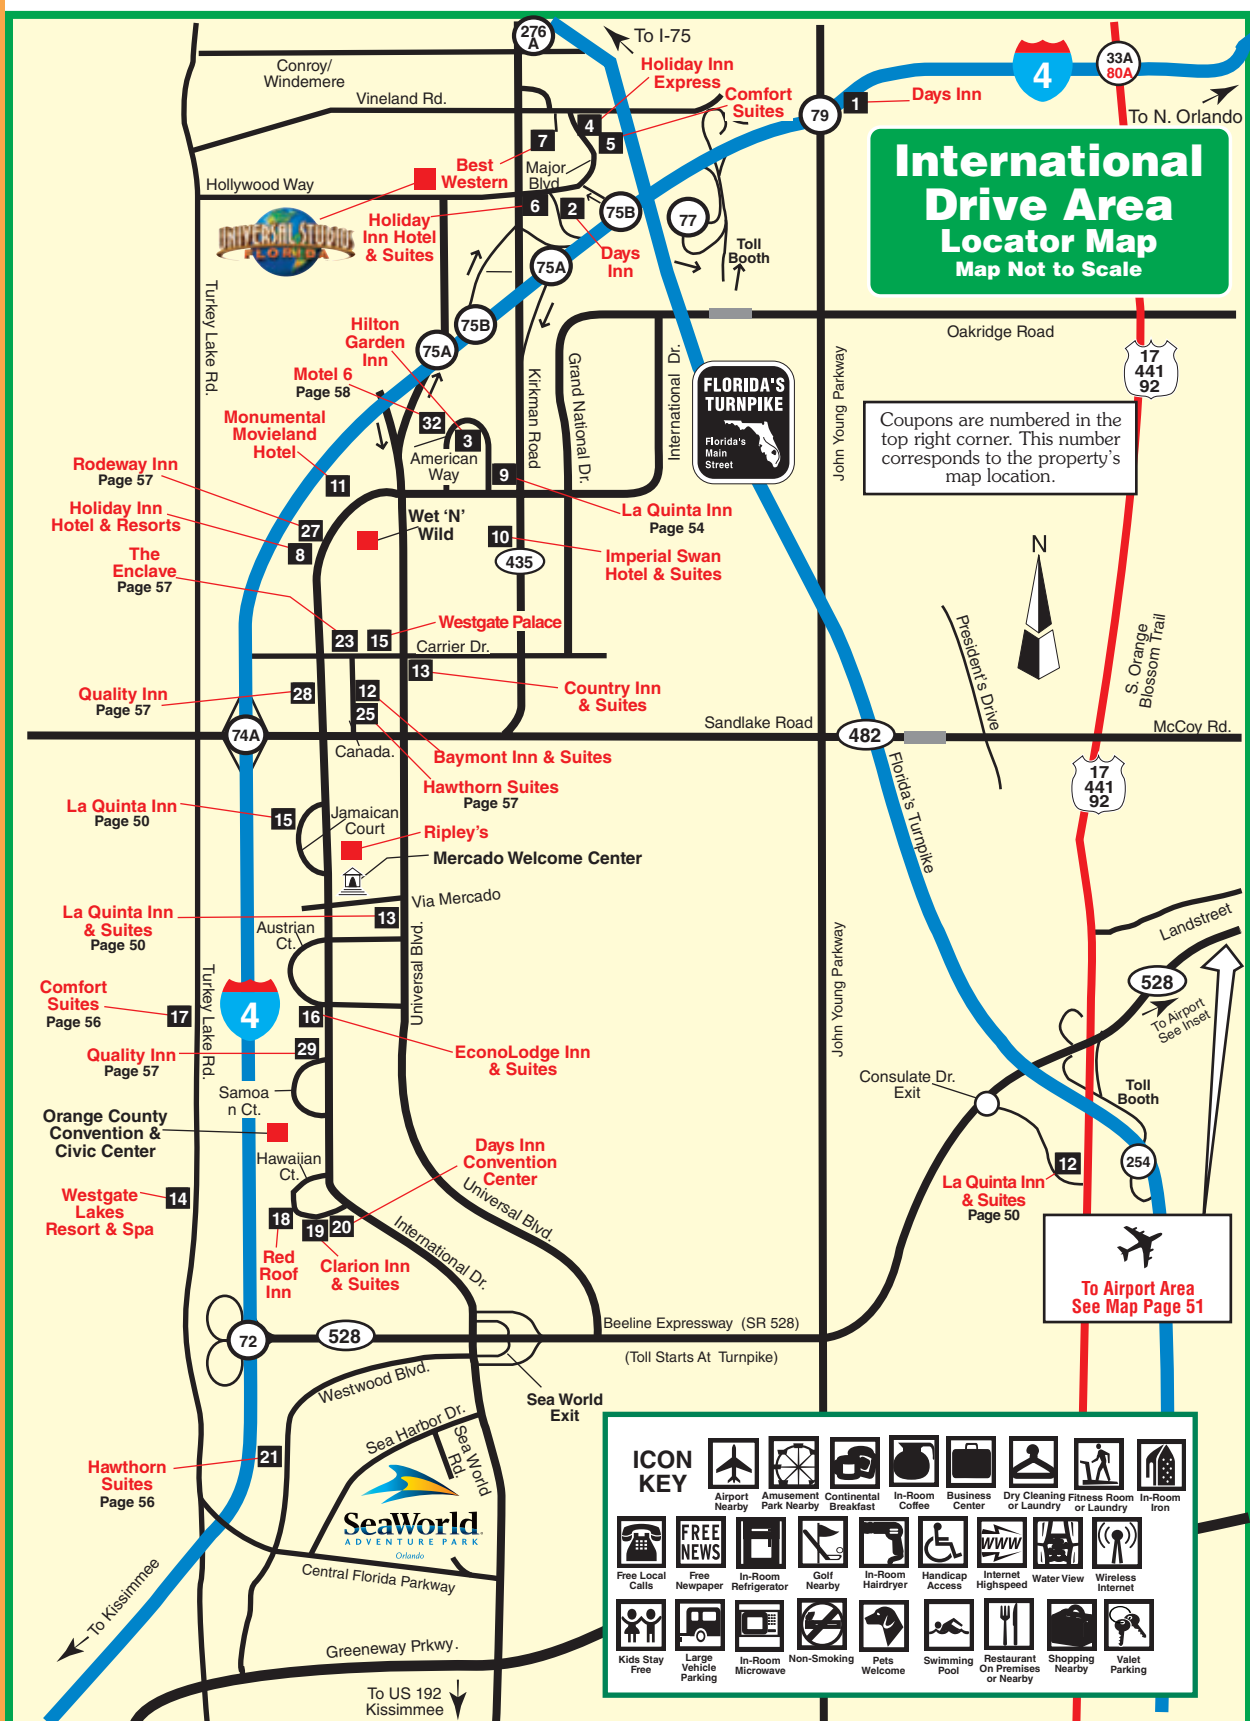 276
A
To I-75
Conroy/
Windemere
Vineland Rd.
Holiday Inn
Express
Comfort
Suites
4
33A
80A
79
1
Days Inn
To N. Orlando
4
5
7
Best
Western
Major
Blvd.
Hollywood Way
International
Drive Area
Locator Map
Map Not to Scale
UNIVERSAL STUDIOS
FLORIDA
Holiday
Inn Hotel
& Suites
6
2
75B
77
Days
Inn
Toll
Booth
75A
Turkey Lake Rd.
75B
75A
Hilton
Garden
Inn
Oakridge Road
17
441
92
Kirkman Road
Grand National Dr.
International Dr.
John Young Parkway
FLORIDA'S
TURNPIKE
Florida's
Main
Street
Motel 6
Page 58
32
3
American
Way
Monumental
Movieland
Hotel
11
9
Coupons are numbered in the
top right corner. This number
corresponds to the property's
map location.
Rodeway Inn
Page 57
La Quinta Inn
Page 54
Holiday Inn
Hotel & Resorts
27
8
Wet ‘N’
Wild
10
435
Imperial Swan
Hotel & Suites
N
The
Enclave
Page 57
23
15
Westgate Palace
Carrier Dr.
President's Drive
S. Orange
Blossom Trail
13
Country Inn
& Suites
Quality Inn
Page 57
28
12
25
74A
Canada.
Sandlake Road
482
McCoy Rd.
Baymont Inn & Suites
Hawthorn Suites
Page 57
Florida's Turnpike
17
441
92
La Quinta Inn
Page 50
15
Jamaican
Court
Ripley's
Mercado Welcome Center
Via Mercado
La Quinta Inn
& Suites
Page 50
13
Austrian
Ct.
Universal Blvd.
John Young Parkway
Landstreet
528
To Airport
See Inset
Turkey Lake Rd.
Comfort
Suites
Page 56
17
4
16
EconoLodge Inn
& Suites
Quality Inn
Page 57
29
Samoa
n Ct.
Consulate Dr.
Exit
Toll
Booth
Orange County
Convention &
Civic Center
Hawaiian
Ct.
Days Inn
Convention
Center
Universal Blvd.
254
12
La Quinta Inn
& Suites
Page 50
Westgate
Lakes
Resort & Spa
14
18
19
20
Red
Roof
Inn
Clarion Inn
& Suites
International Dr.
To Airport Area
See Map Page 51
72
528
Beeline Expressway (SR 528)
(Toll Starts At Turnpike)
Westwood Blvd.
Sea World
Exit
Sea Harbor Dr.
Sea World
Rd.
Hawthorn
Suites
Page 56
21
SeaWorld
ADVENTURE PARK
Orlando
Central Florida Parkway
To Kissimmee
Greeneway Prkwy.
To US 192
Kissimmee
ICON
KEY
Airport
Nearby
Amusement
Park Nearby
Continental
Breakfast
In-Room
Coffee
Business
Center
Dry Cleaning
or Laundry
Fitness Room
or Laundry
In-Room
Iron
FREE
NEWS
WWW
Free Local
Calls
Free
Newpaper
In-Room
Refrigerator
Golf
Nearby
In-Room
Hairdryer
Handicap
Access
Internet
Highspeed
Water View
Wireless
Internet
Kids Stay
Free
Large
Vehicle
Parking
In-Room
Microwave
Non-Smoking
Pets
Welcome
Swimming
Pool
Restaurant
On Premises
or Nearby
Shopping
Nearby
Valet
Parking